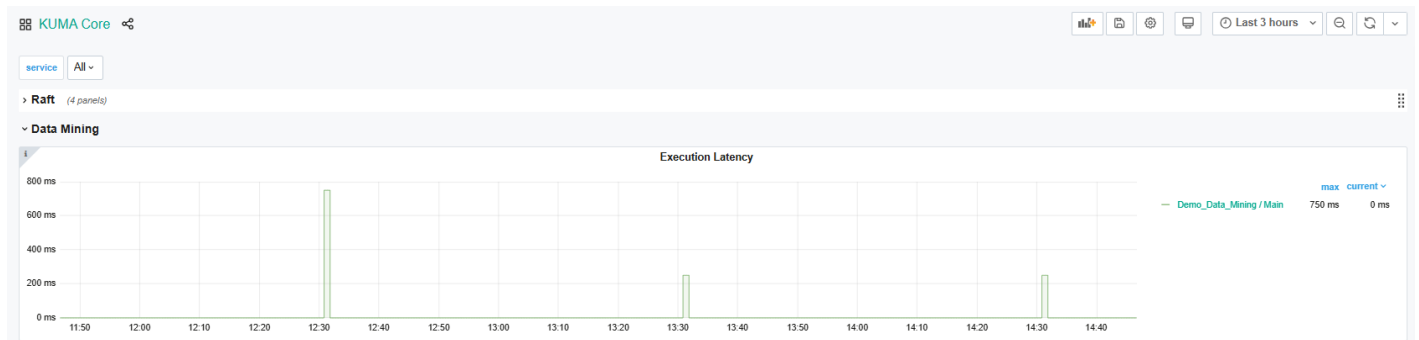 KUMA Core
Last 3 hours
service All
Raft (4 panels)
Data Mining
i
Execution Latency
800 ms
600 ms
400 ms
200 ms
0 ms
11:50 12:00 12:10 12:20 12:30 12:40 12:50 13:00 13:10 13:20 13:30 13:40 13:50 14:00 14:10 14:20 14:30 14:40
max current
Demo_Data_Mining / Main 750 ms 0 ms